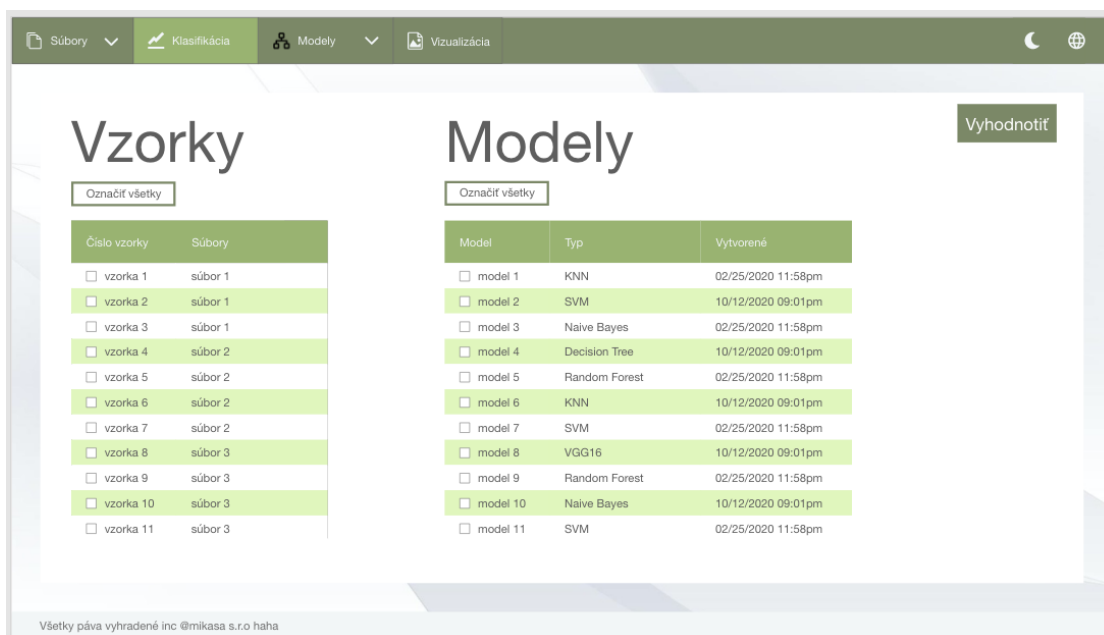 Súbory Klasifikácia Modely Vizualizácia
Vzorky Modely Vyhodnotiť
Označiť všetky Označiť všetky
Číslo vzorky Súbory Model Typ Vytvorené
vzorka 1 súbor 1 model 1 KNN 02/25/2020 11:58pm
vzorka 2 súbor 1 model 2 SVM 10/12/2020 09:01pm
vzorka 3 súbor 1 model 3 Naive Bayes 02/25/2020 11:58pm
vzorka 4 súbor 2 model 4 Decision Tree 10/12/2020 09:01pm
vzorka 5 súbor 2 model 5 Random Forest 02/25/2020 11:58pm
vzorka 6 súbor 2 model 6 KNN 10/12/2020 09:01pm
vzorka 7 súbor 2 model 7 SVM 02/25/2020 11:58pm
vzorka 8 súbor 3 model 8 VGG16 10/12/2020 09:01pm
vzorka 9 súbor 3 model 9 Random Forest 02/25/2020 11:58pm
vzorka 10 súbor 3 model 10 Naive Bayes 10/12/2020 09:01pm
vzorka 11 súbor 3 model 11 SVM 02/25/2020 11:58pm
Všetky páva vyhradené inc @mikasa s.r.o haha